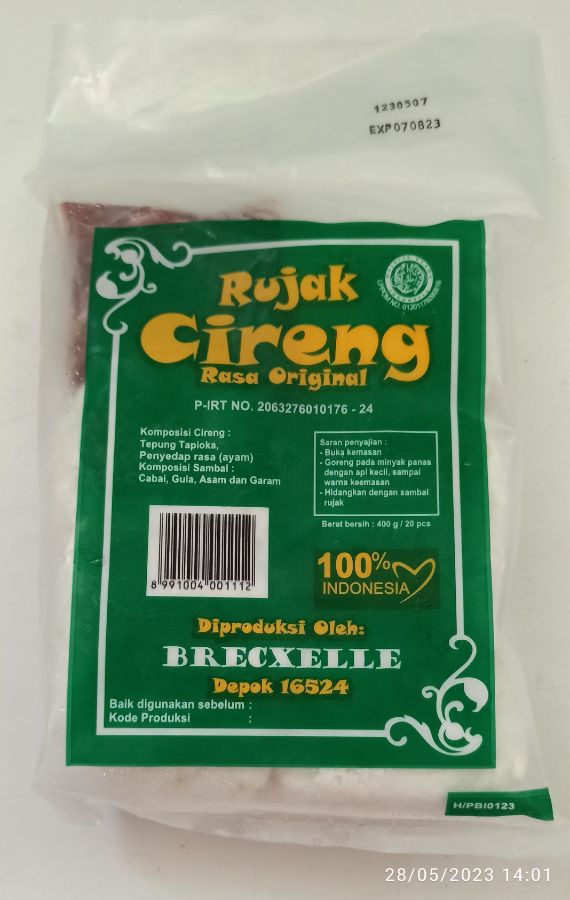 1230507
EXP070823
Rujak
Cireng
Rasa Original
P-IRT NO. 2063276010176 - 24
Komposisi Cireng :
Tepung Tapioka,
Penyedap rasa (ayam)
Komposisi Sambal :
Cabai, Gula, Asam dan Garam
Saran penyajian :
- Buka kemasan
- Goreng pada minyak panas
dengan api kecil, sampai
warna keemasan
- Hidangkan dengan sambal
rujak
Berat bersih : 400 g / 20 pcs
8 991004 001112
100%
INDONESIA
Diproduksi Oleh:
BRECXELLE
Depok 16524
Baik digunakan sebelum :
Kode Produksi :
H/PBI0123
28/05/2023 14:01